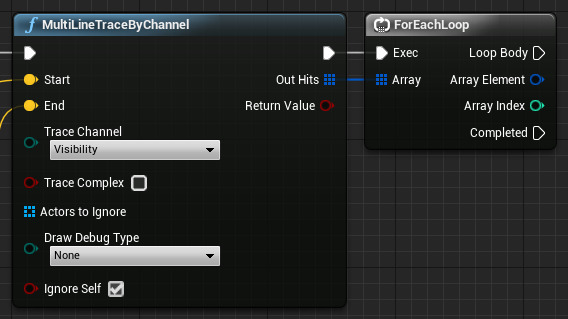 f MultiLineTraceByChannel
Start
Out Hits
End
Return Value
Trace Channel
Visibility
Trace Complex
Actors to Ignore
Draw Debug Type
None
Ignore Self
ForEachLoop
Exec
Loop Body
Array
Array Element
Array Index
Completed